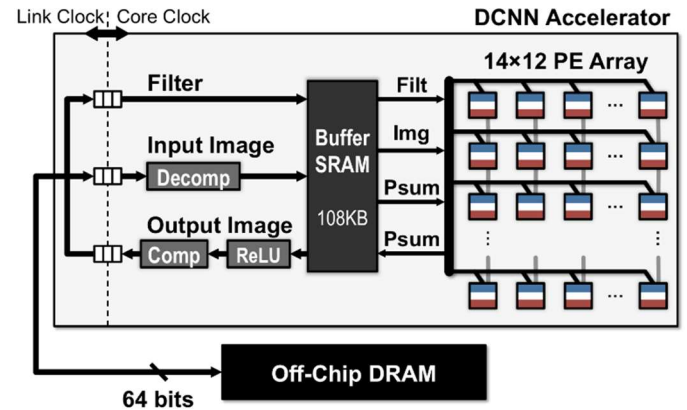 Link Clock Core Clock
DCNN Accelerator
14×12 PE Array
Filter
Filt
Img
Input Image
Buffer
SRAM
Decomp
Psum
108KB
Output Image
Psum
Comp
ReLU
...
...
...
...
Off-Chip DRAM
64 bits